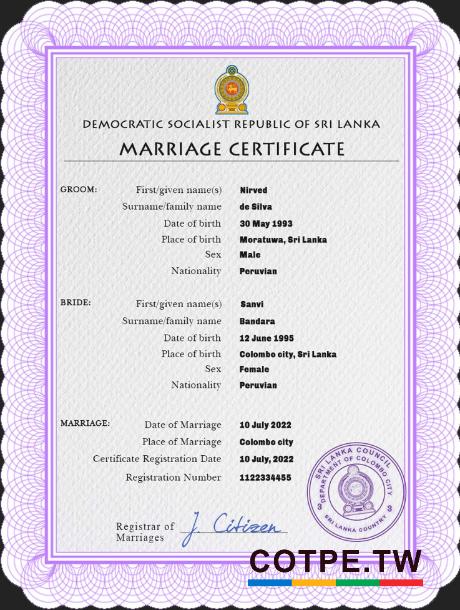 DEMOCRATIC SOCIALIST REPUBLIC OF SRI LANKA
MARRIAGE CERTIFICATE
GROOM: First/given name(s) Nirved
Surname/family name de Silva
Date of birth 30 May 1993
Place of birth Moratuwa, Sri Lanka
Sex Male
Nationality Peruvian
BRIDE: First/given name(s) Sanvi
Surname/family name Bandara
Date of birth 12 June 1995
Place of birth Colombo city, Sri Lanka
Sex Female
Nationality Peruvian
MARRIAGE: Date of Marriage 10 July 2022
Place of Marriage Colombo city
Certificate Registration Date 10 July, 2022
Registration Number 1122334455
SRI LANKA COUNCIL
DEPARTMENT OF COLOMBO CITY
SRI LANKA COUNTRY
Registrar of
Marriages
J. Citizen
COTPE.TW